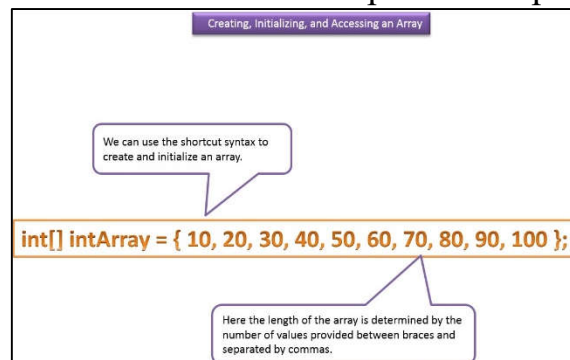 Creating, Initializing, and Accessing an Array
We can use the shortcut syntax to
create and initialize an array.
int[] intArray = { 10, 20, 30, 40, 50, 60, 70, 80, 90, 100 };
Here the length of the array is determined by the
number of values provided between braces and
separated by commas.